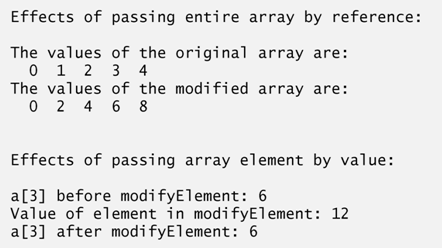 Effects of passing entire array by reference:
The values of the original array are:
0 1 2 3 4
The values of the modified array are:
0 2 4 6 8
Effects of passing array element by value:
a[3] before modifyElement: 6
Value of element in modifyElement: 12
a[3] after modifyElement: 6